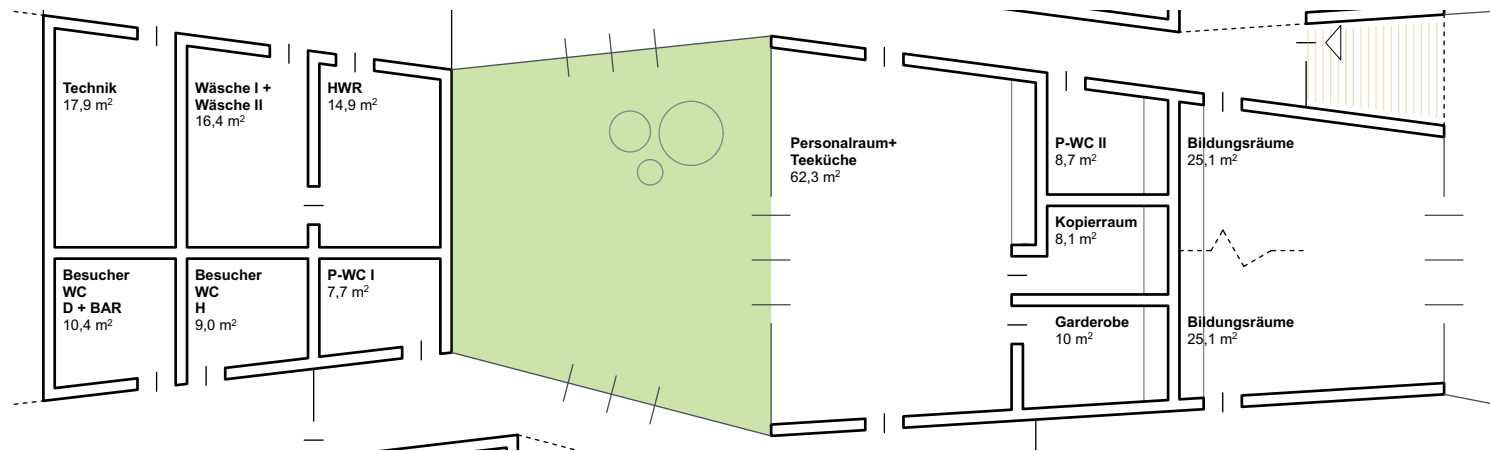 Technik
17,9 m²
Wäsche I +
Wäsche II
16,4 m²
HWR
14,9 m²
Personalraum+
Teeküche
62,3 m²
P-WC II
8,7 m²
Bildungsräume
25,1 m²
Kopierraum
8,1 m²
Besucher
WC
D + BAR
10,4 m²
Besucher
WC
H
9,0 m²
P-WC I
7,7 m²
Garderobe
10 m²
Bildungsräume
25,1 m²